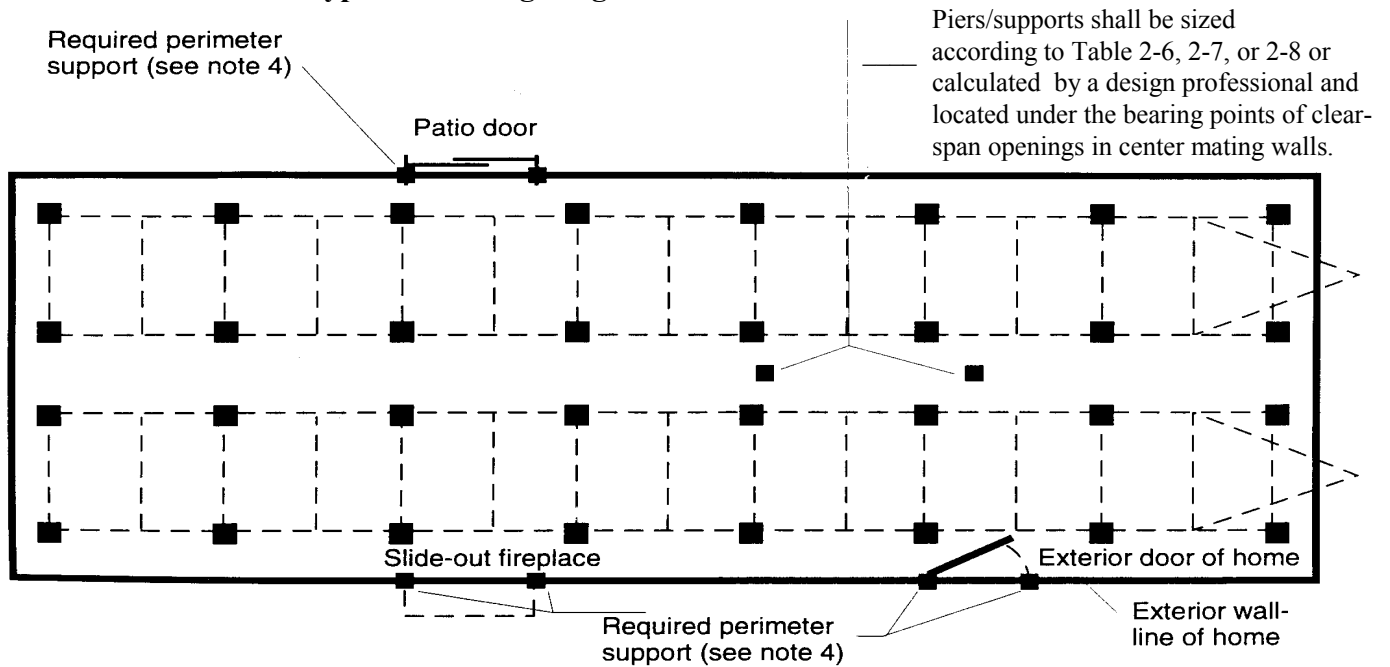 Required perimeter
support (see note 4)
Patio door
Piers/supports shall be sized
according to Table 2-6, 2-7, or 2-8 or
calculated by a design professional and
located under the bearing points of clear-
span openings in center mating walls.
Slide-out fireplace
Exterior door of home
Required perimeter
support (see note 4)
Exterior wall-
line of home